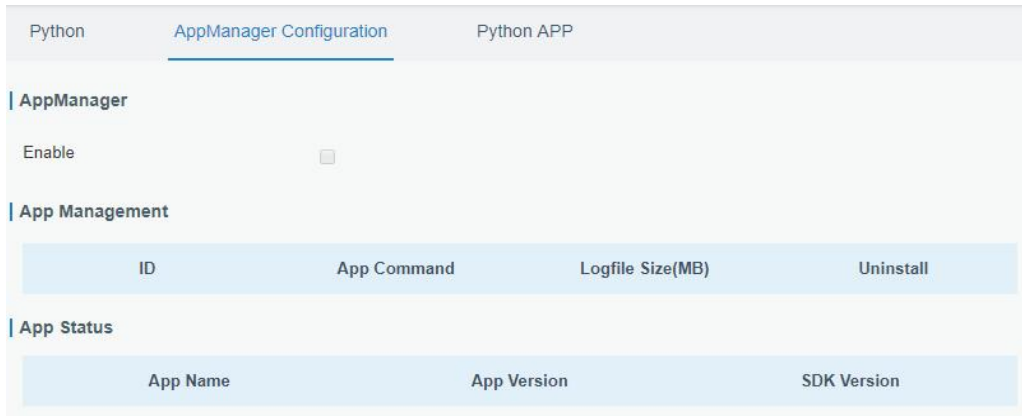 Python AppManager Configuration Python APP
AppManager
Enable
App Management
ID App Command Logfile Size(MB) Uninstall
App Status
App Name App Version SDK Version